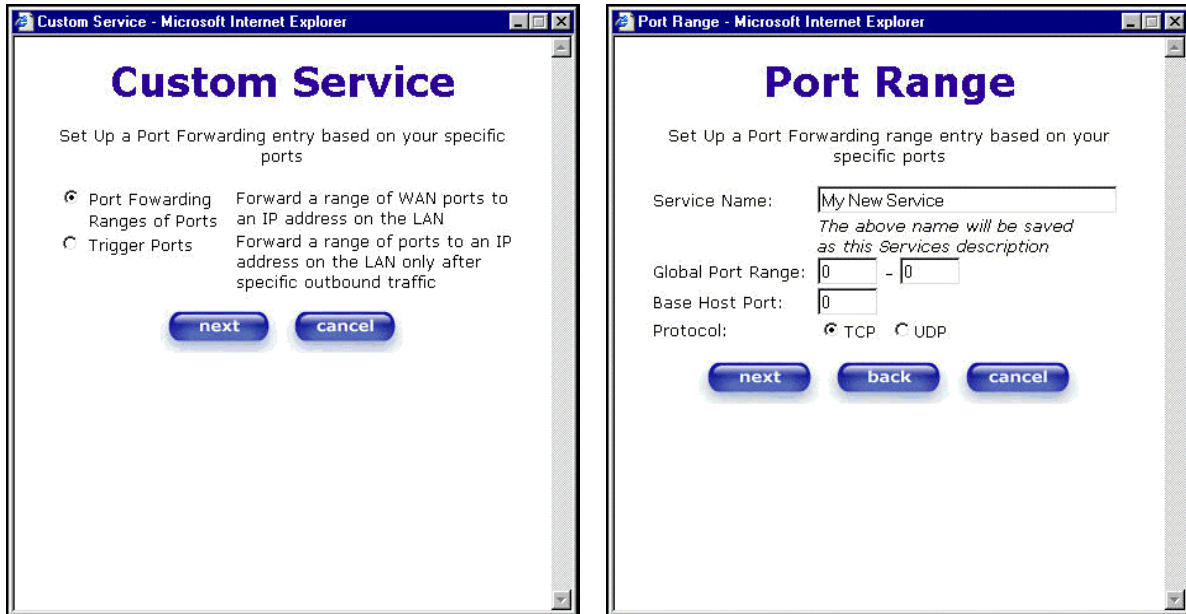 Custom Service - Microsoft Internet Explorer
Custom Service
Set Up a Port Forwarding entry based on your specific
ports
Port Fowarding
Ranges of Ports
Forward a range of WAN ports to
an IP address on the LAN
Trigger Ports
Forward a range of ports to an IP
address on the LAN only after
specific outbound traffic
next
cancel
Port Range - Microsoft Internet Explorer
Port Range
Set Up a Port Forwarding range entry based on your
specific ports
Service Name:
My New Service
The above name will be saved
as this Services description
Global Port Range:
0 - 0
Base Host Port:
0
Protocol:
TCP UDP
next
back
cancel